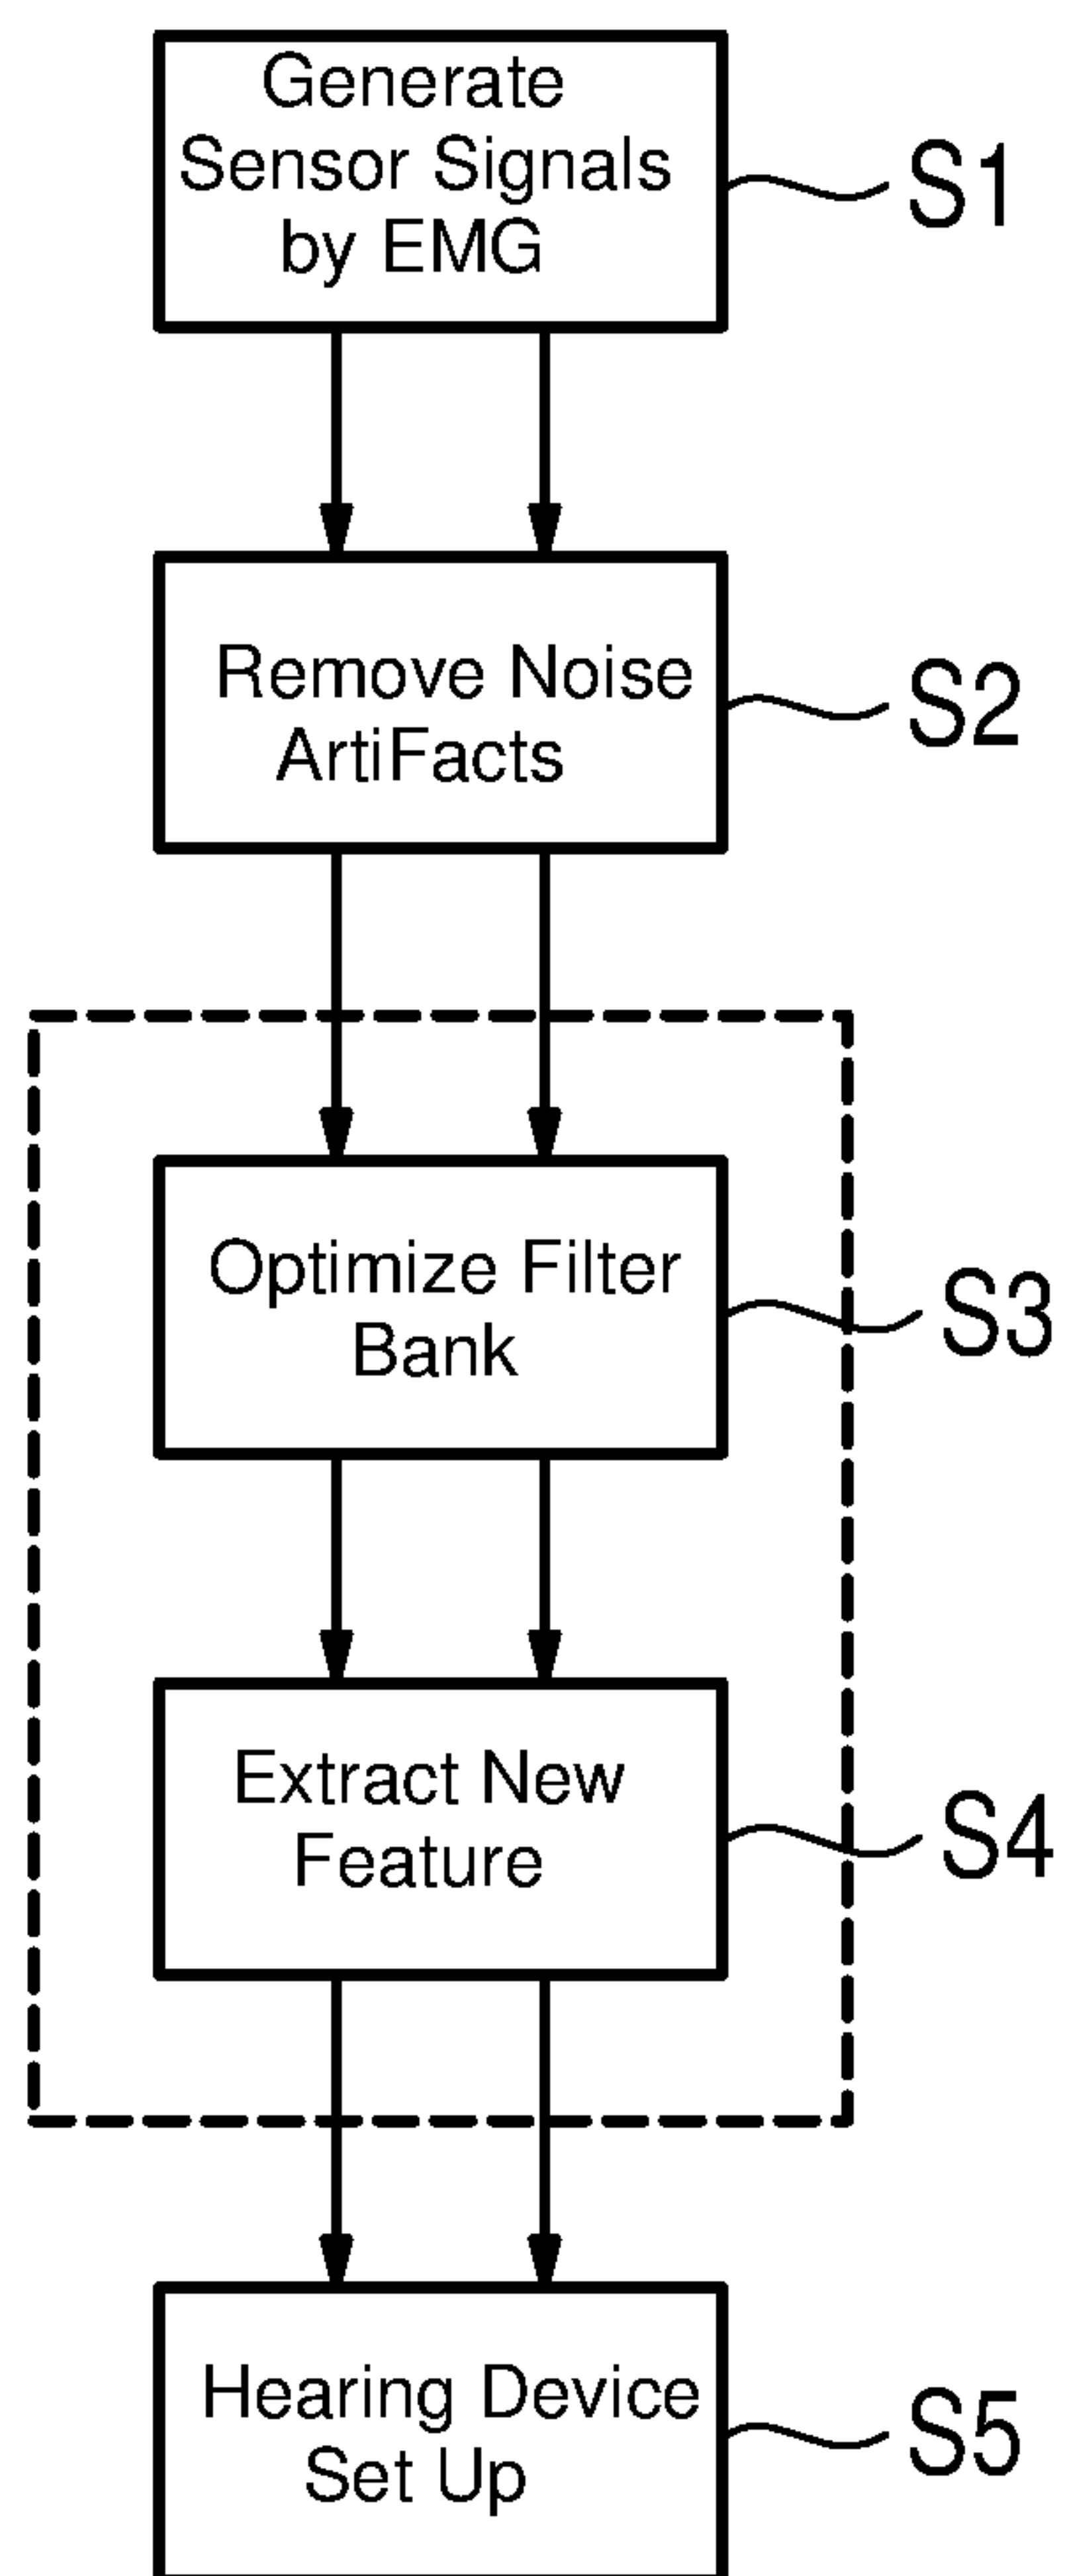 Generate
Sensor Signals
by EMG
S1
Remove Noise
ArtiFacts
S2
Optimize Filter
Bank
S3
Extract New
Feature
S4
Hearing Device
Set Up
S5